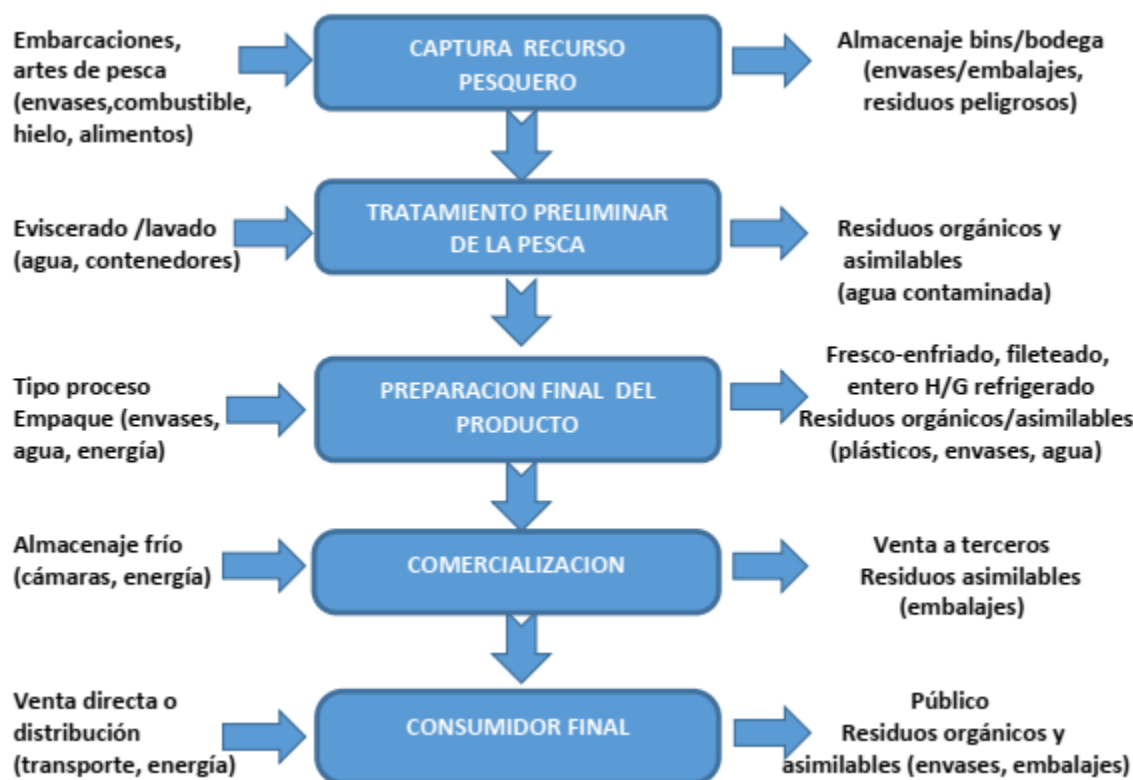 Embarcaciones,
artes de pesca
(envases,combustible,
hielo, alimentos)
CAPTURA RECURSO
PESQUERO
Almacenaje bins/bodega
(envases/embalajes,
residuos peligrosos)
Eviscerado /lavado
(agua, contenedores)
TRATAMIENTO PRELIMINAR
DE LA PESCA
Residuos orgánicos y
asimilables
(agua contaminada)
Tipo proceso
Empaque (envases,
agua, energía)
PREPARACION FINAL DEL
PRODUCTO
Fresco-enfriado, fileteado,
entero H/G refrigerado
Residuos orgánicos/asimilables
(plásticos, envases, agua)
Almacenaje frío
(cámaras, energía)
COMERCIALIZACION
Venta a terceros
Residuos asimilables
(embalajes)
Venta directa o
distribución
(transporte, energía)
CONSUMIDOR FINAL
Público
Residuos orgánicos y
asimilables (envases, embalajes)